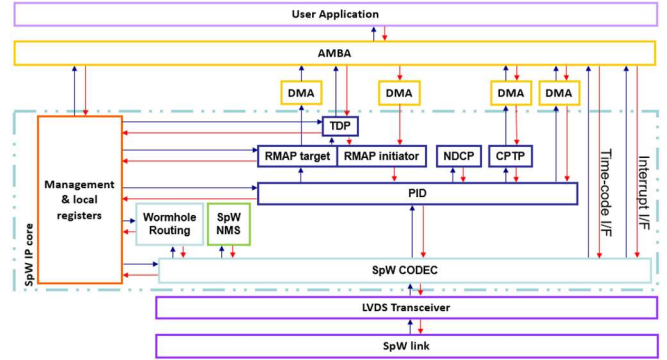 User Application
AMBA
DMA
DMA
DMA
DMA
TDP
RMAP target
RMAP initiator
NDCP
CPTP
PID
Management
& local
registers
Wormhole
Routing
SpW
NMS
SpW CODEC
SpW IP core
Time-code I/F
Interrupt I/F
LVDS Transceiver
SpW link